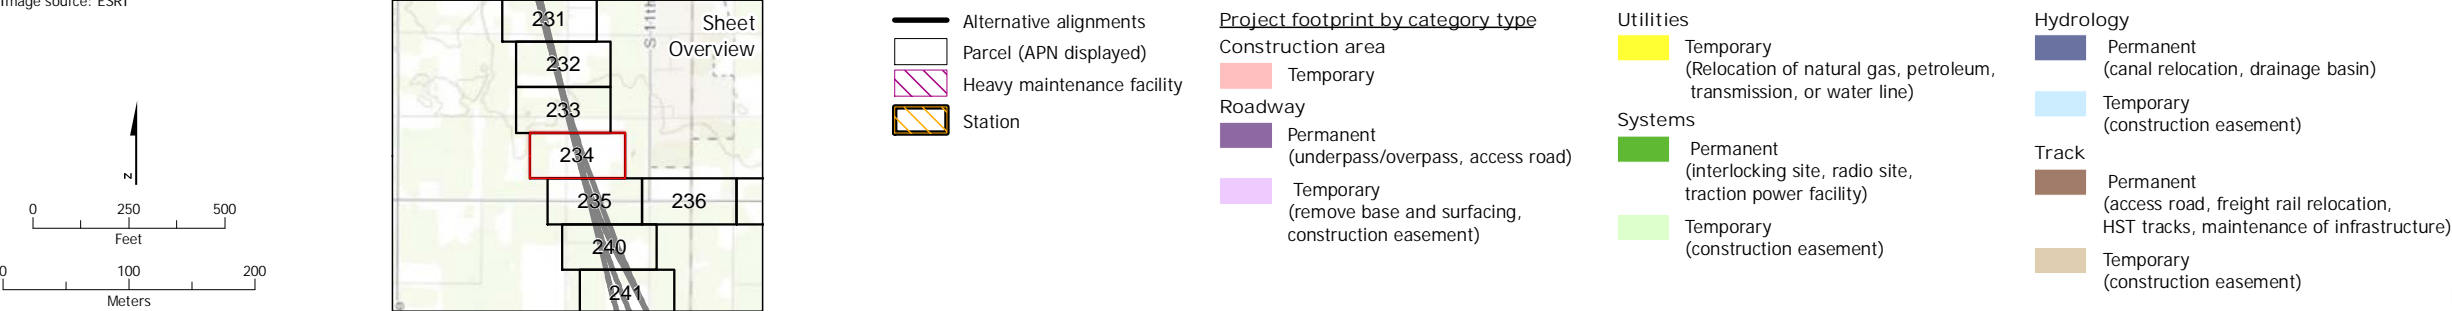 Image source: ESRI
N
0 250 500
Feet
0 100 200
Meters
Sheet
Overview
S 11th
231
232
233
234
235
236
240
241
Alternative alignments
Parcel (APN displayed)
Heavy maintenance facility
Station
Project footprint by category type
Construction area
Temporary
Roadway
Permanent
(underpass/overpass, access road)
Temporary
(remove base and surfacing,
construction easement)
Utilities
Temporary
(Relocation of natural gas, petroleum,
transmission, or water line)
Systems
Permanent
(interlocking site, radio site,
traction power facility)
Temporary
(construction easement)
Hydrology
Permanent
(canal relocation, drainage basin)
Temporary
(construction easement)
Track
Permanent
(access road, freight rail relocation,
HST tracks, maintenance of infrastructure)
Temporary
(construction easement)